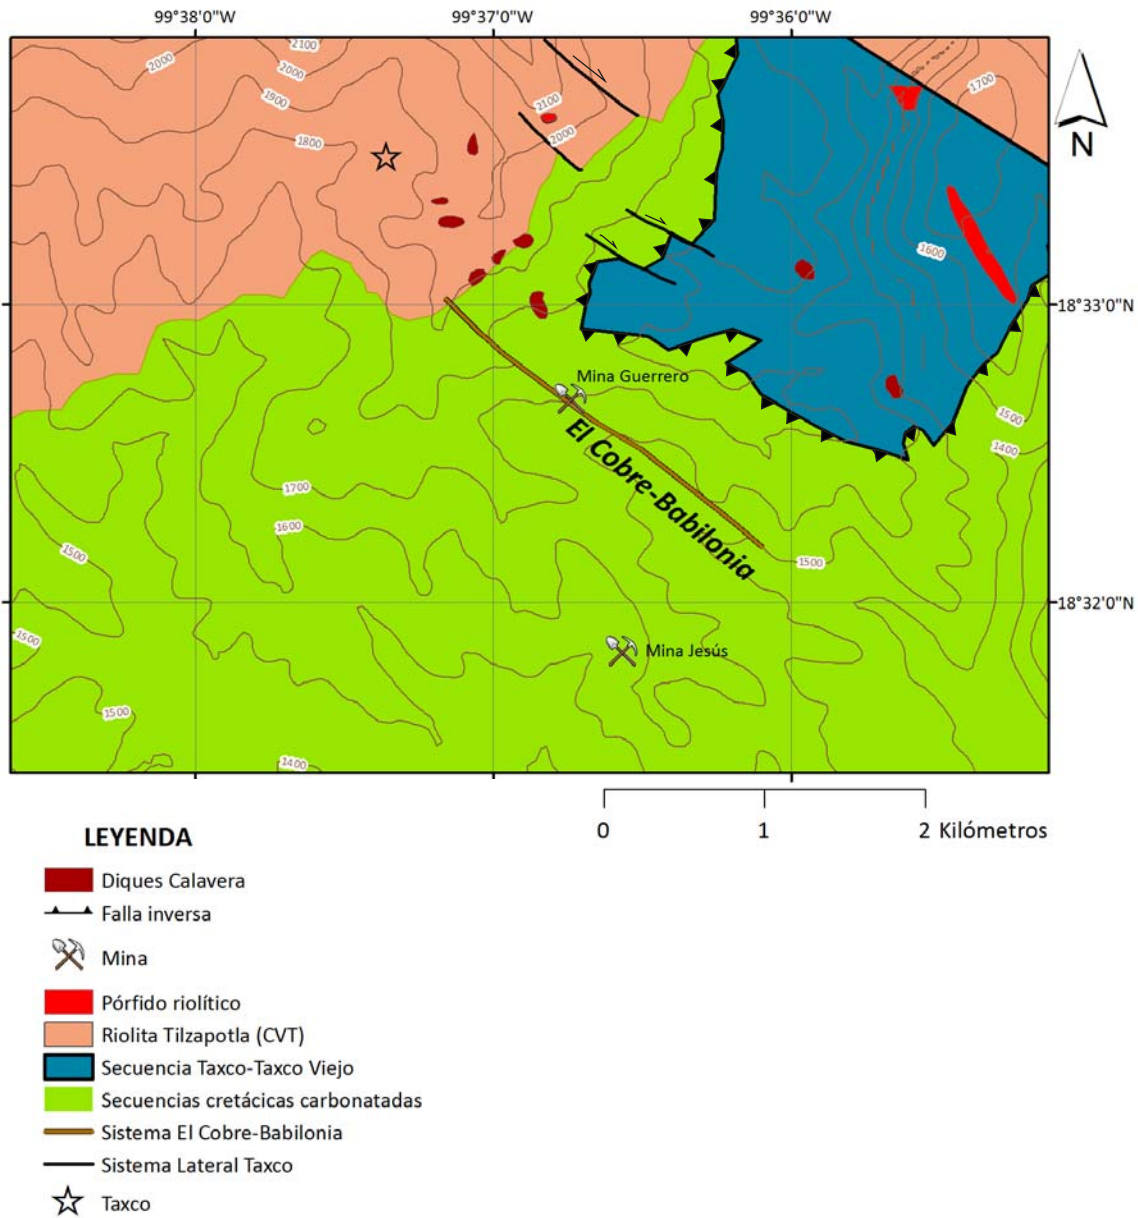 99°38'0"W 99°37'0"W 99°36'0"W
2100
2000
2000
1900
1800
2100
2000
1700
1600
18°33'0"N
N
Mina Guerrero
El Cobre-Babilonia
1500
1400
1700
1600
1500
1500
18°32'0"N
1500
Mina Jesús
1500
1400
0 1 2 Kilómetros
LEYENDA
Diques Calavera
Falla inversa
Mina
Pórfido riolítico
Riolita Tilzapotla (CVT)
Secuencia Taxco-Taxco Viejo
Secuencias cretácicas carbonatadas
Sistema El Cobre-Babilonia
Sistema Lateral Taxco
Taxco